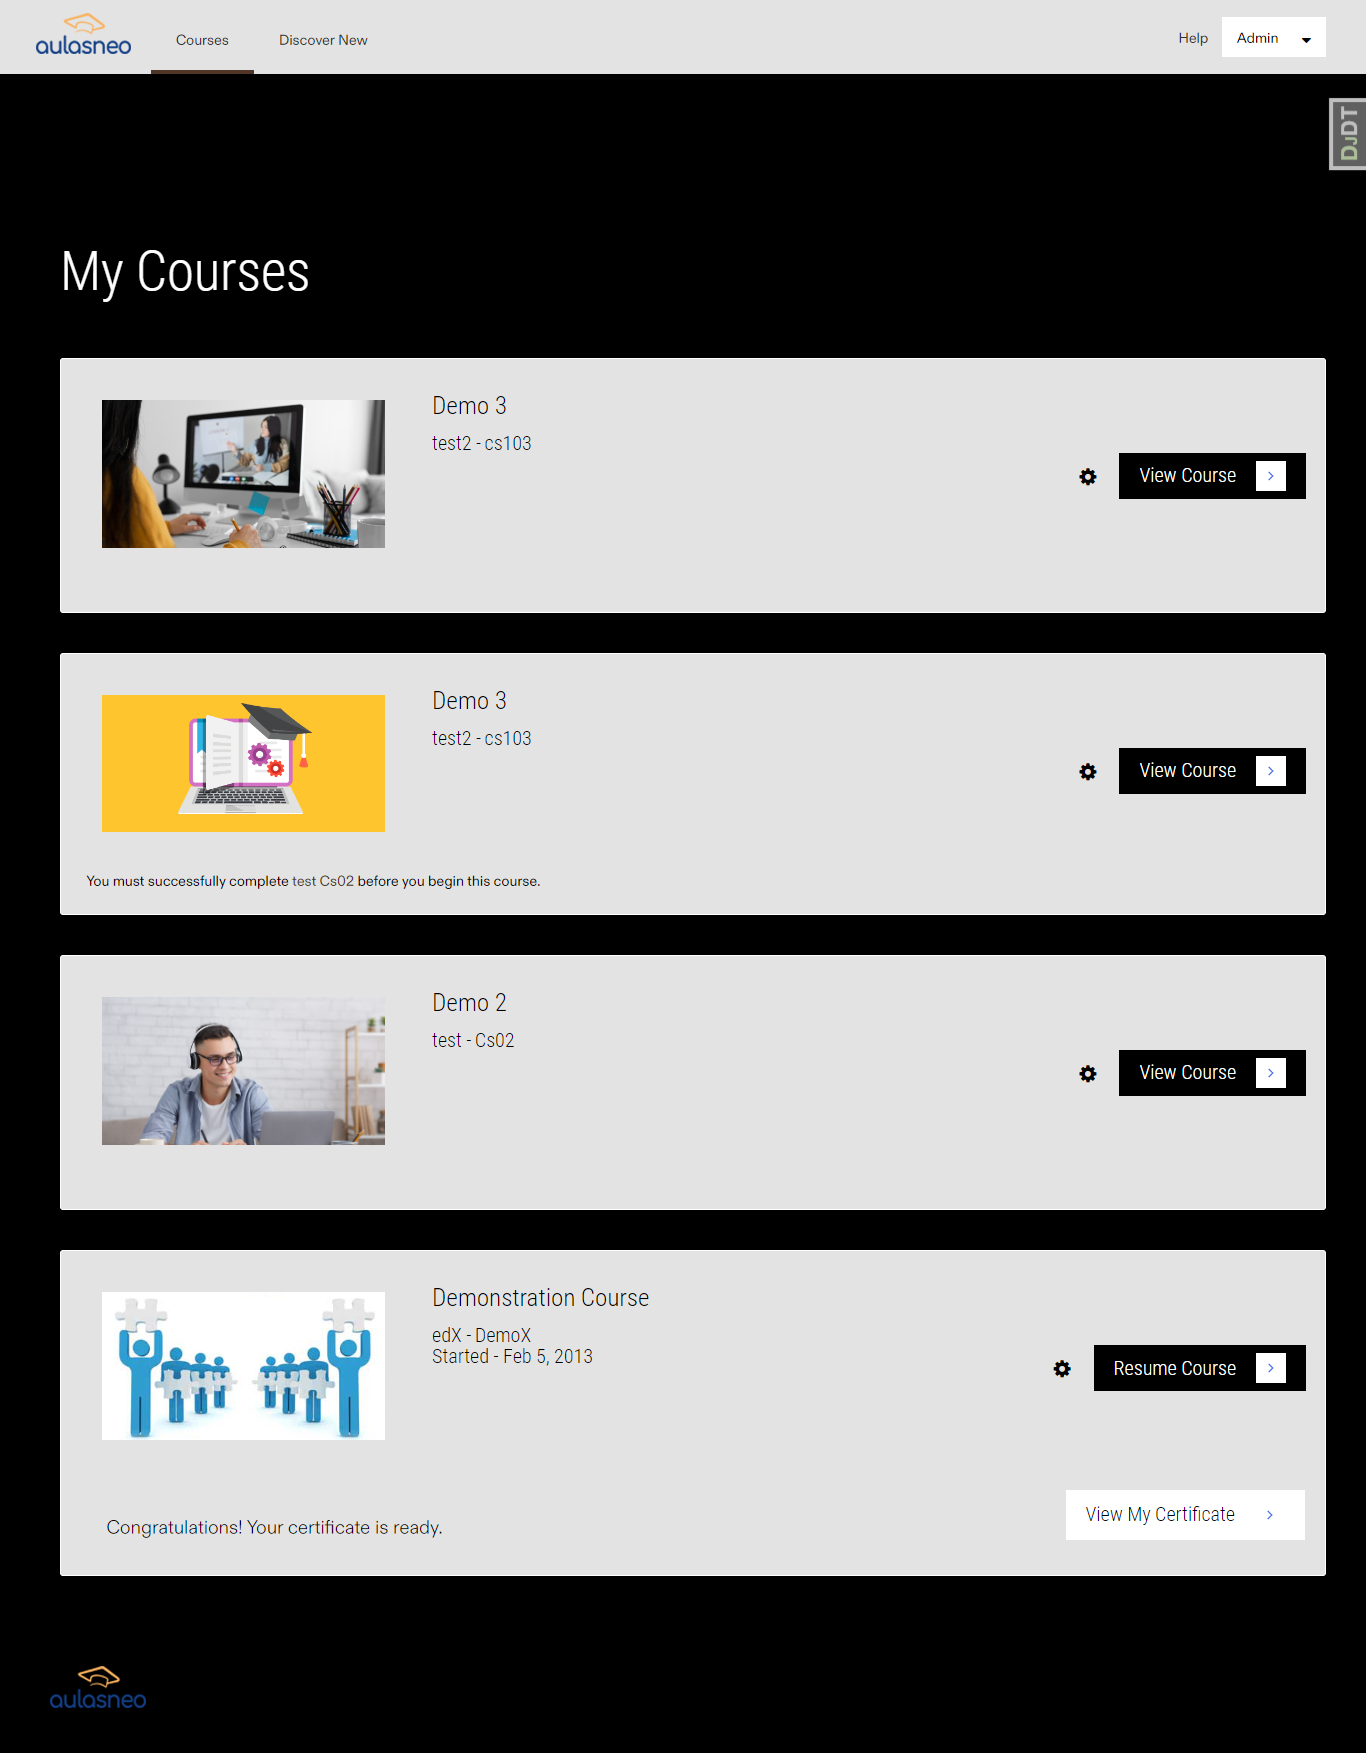 aulasneo
Courses
Discover New
Help
Admin
DJDT
My Courses
Demo 3
test2 - cs103
View Course
Demo 3
test2 - cs103
View Course
You must successfully complete test Cs02 before you begin this course.
Demo 2
test - Cs02
View Course
Demonstration Course
edX - DemoX
Started - Feb 5, 2013
Resume Course
Congratulations! Your certificate is ready.
View My Certificate
aulasneo